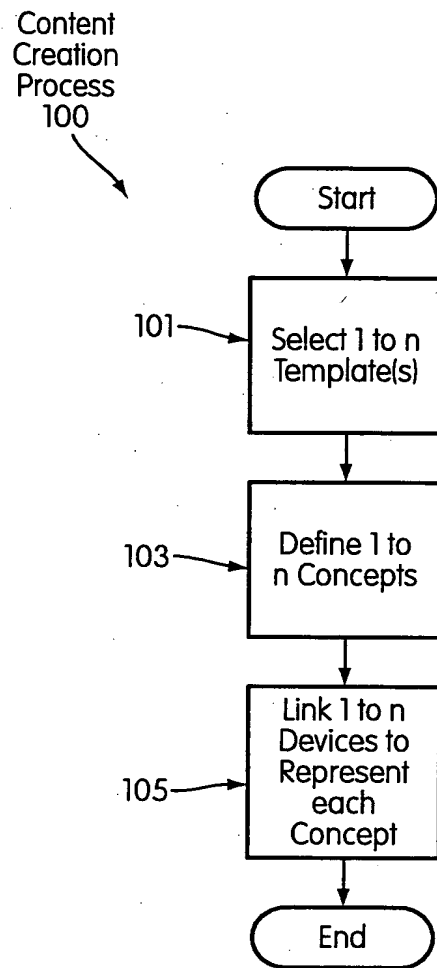 Content
Creation
Process
100
Start
101
Select 1 to n
Template(s)
103
Define 1 to
n Concepts
105
Link 1 to n
Devices to
Represent
each
Concept
End